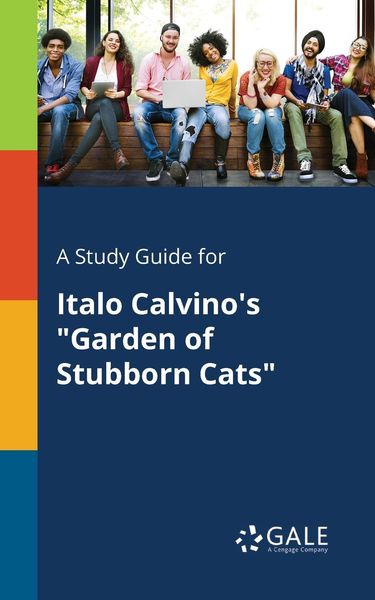 A Study Guide for
Italo Calvino's
"Garden of
Stubborn Cats"
GALE
A Cengage Company